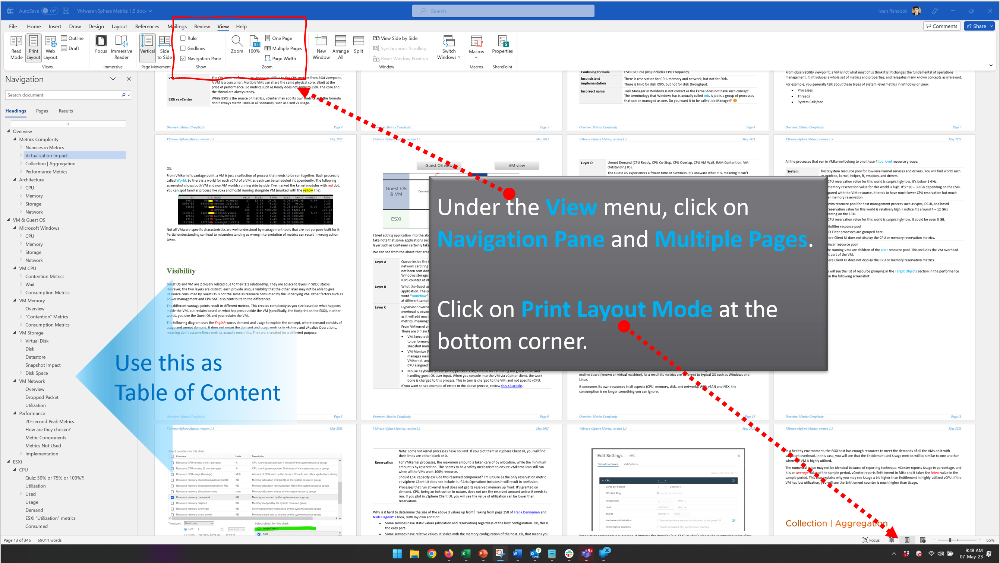 AutoSave Off VMware vSphere Metrics 1.5.docx Search Iwan Rahabok
File Home Insert Draw Design Layout References Mailings Review View Help Comments Share
Read Mode
Print Layout
Web Layout
Outline
Draft
Views
Focus
Immersive Reader
Immersive
Vertical
Side to Side
Page Movement
Ruler
Gridlines
Navigation Pane
Show
Zoom
100%
One Page
Multiple Pages
Page Width
Zoom
New Window
Arrange All
Split
View Side by Side
Synchronous Scrolling
Reset Window Position
Window
Switch Windows
Macros
Macros
Properties
SharePoint
Navigation
Search document
Headings Pages Results
Overview
Metrics Complexity
Nuances in Metrics
Virtualization Impact
Collection | Aggregation
Performance Metrics
Architecture
CPU
Memory
Storage
Network
VM & Guest OS
Microsoft Windows
CPU
Memory
Storage
Network
VM CPU
Contention Metrics
Wait
Consumption Metrics
VM Memory
Overview
"Contention" Metrics
Consumption Metrics
VM Storage
Virtual Disk
Disk
Datastore
Snapshot Impact
Disk Space
VM Network
Overview
Dropped Packet
Utilization
Performance
20-second Peak Metrics
How are they chosen?
Metric Components
Metrics Not Used
Implementation
ESXi
CPU
Quiz: 50% or 75% or 100%?!
Utilization
Used
Usage
Demand
ESXi "Utilization" metrics
Consumed
The CPU metrics from a VM viewpoint differs to the CPU metrics from ESXi viewpoint.
A VM is a consumer. Multiple VMs can share the same physical core, albeit at the
price of performance. So metrics such as Ready does not apply to ESXi. The core and
the thread are always ready.
ESXi vs vCenter While ESXi is the source of metrics, vCenter may add its own metrics and the formula
don't always match 100% in all scenarios, such as Used vs Usage.
Overview: Metrics Complexity Page 4
Overview: Metrics Complexity Page 5
Confusing formula ESXi CPU Idle (ms) includes CPU Frequency.
Inconsistent implementation There is reservation for CPU, memory and network, but not for Disk.
There is limit for disk IOPS, but not for disk throughput.
Incorrect name Task Manager in Windows is not correct as the kernel does not have such concept.
The terminology that Windows has is actually called Job. A job is a group of processes
that can be managed as one. Do you want it to be called Job Manager?
Overview: Metrics Complexity Page 6
From observability viewpoint, a VM is not what most of us think it is. It changes the fundamental of operations
management. It introduces a whole set of metrics and properties, and relegates many known concepts as irrelevant.
For example, you generally talk about these types of system-level metrics in Windows or Linux
• Processes
• Threads
• System Calls/sec
Overview: Metrics Complexity Page 7
VMware vSphere Metrics, version 1.5 May 2023
OS.
From VMkernel's vantage point, a VM is just a collection of process that needs to be run together. Each process is
called World. So there is a world for each vCPU of a VM, as each can be scheduled independently. The following
screenshot shows both VM and non VM worlds running side by side. I've marked the kernel modules with red dot.
You can spot familiar process like vpxa and hostd running alongside VM (marked with the yellow line).
ID GID NAME NWLD %USED %RUN %SYS %WAIT %VMWAIT %RDY
Not all VMware-specific characteristics are well understood by management tools that are not purpose-built for it.
Partial understanding can lead to misunderstanding as wrong interpretation of metrics can result in wrong action
taken.
Visibility
Guest OS and VM are 2 closely related due to their 1:1 relationship. They are adjacent layers in SDDC stacks.
However, the two layers are distinct, each provide unique visibility that the other layer may not be able to give.
Resource consumed by Guest OS is not the same as resource consumed by the underlying VM. Other factors such as
power management and CPU SMT also contribute to the differences.
The different vantage points result in different metrics. This creates complexity as you size based on what happens
inside the VM, but reclaim based on what happens outside the VM (specifically, the footprint on the ESXi). In other
words, you size the Guest OS and you reclaim the VM.
The following diagram uses the English words demand and usage to explain the concept, where demand consists of
usage and unmet demand. It does not mean the demand and usage metrics in vSphere and vRealize Operations,
meaning don't assume these metrics actually mean this. They were created for a different purpose.
Use this as
Table of Content
Overview: Metrics Complexity Page 8
VMware vSphere Metrics, version 1.5 May 2023
Guest OS view VM view
Guest OS & VM
Demand
ESXi
I tried adding application into the abo
take note that some applications suc
layer such as Container certainly take
We can see from the above that area
Layer A Queue inside the
network card ring
not been sent dow
Windows storage
IOPS counter at V
Layer B What the Guest ac
application. The G
word "somehow"
at different sampli
Layer C Hypervisor overhe
overhead is obviou
as it will add new
metrics, meaning
From VMkernel vie
There are 3 main t
• VM Executable
to performanc
snapshot man
• VM Monitor (V
manages mem
VMkernel, and
CPU assigned
• Mouse Keyboard Screen (MKS) process is responsible for rendering the guest video and
handling guest OS user input. When you console into the VM via vCenter client, the work
done is charged to this process. This in turn is charged to the VM, and not specific vCPU.
If you want to see example of errors in the above process, review this KB article.
Overview: Metrics Complexity Page 9
VMware vSphere Metrics, version 1.5 May 2023
Layer D Unmet Demand (CPU Ready, CPU Co-Stop, CPU Overlap, CPU VM Wait, RAM Contention, VM
Outstanding IO).
The Guest OS experiences a frozen time or slowness. It's unaware what it is, meaning it can't
Under the View menu, click on
Navigation Pane and Multiple Pages.
Click on Print Layout Mode at the
bottom corner.
motherboard (known an virtual machine). As a result its metrics are different to typical OS such as Windows and
Linux.
It consumes its own resources in all aspects (CPU, memory, disk, and network). With vSAN and NSX, the
consumption is no longer something you can ignore.
Overview: Metrics Complexity Page 10
VMware vSphere Metrics, version 1.5 May 2023
All the processes that run in VMkernel belong to one these 4 top-level resource groups:
System host/system resource pool for low-level kernel services and drivers. You will find world such
as minfree, kernel, helper, ft, vmotion, and drivers.
CPU reservation value for this world is surprisingly low. It's below 1 GHz.
memory reservation value for this world is high. It's ~20 – 30 GB depending on the ESXi.
pared with the VIM resource, it tends to have much lower CPU reservation but much
er memory reservation
/vim resource pool for host management process such as vpxa, DCUI, and hostd
reservation value for this world is relatively high. I notice it's around 4 – 12 GHz
ending on the ESXi.
CPU reservation value for this world is surprisingly low. It could be even 0 GB.
/iofilter resource pool
IO Filter processes are grouped here.
here Client UI does not display the CPU or memory reservation metrics.
/user resource pool
he running VMs are children of the User resource pool. This includes the VM overhead
's part of the VM.
here Client UI does not display the CPU or memory reservation metrics.
will see the list of resource grouping in the Target Objects section in the performance
in the following screenshot:
Overview: Metrics Complexity Page 11
VMware vSphere Metrics, version 1.5 May 2023
Select counters for this chart:
Counters Units Description
Resource CPU running (1 min. average) % CPU running average over 1 minute of the system resource group
Resource CPU running (5 min average) % CPU running average over 5 minutes of the system resource group
Resource CPU usage (Average) MHz Amount of CPU used by the Service Console and other applications during
Resource memory allocation maximum (in KB) KB Memory allocation limit (in KB) of the system resource group
Resource memory allocation minimum (in KB) KB Memory allocation reservation (in KB) of the system resource group
Resource memory allocation shares num Memory allocation shares of the system resource group
Resource memory consumed KB Memory consumed by the system resource group
Resource memory mapped KB Memory mapped by the system resource group
Resource memory overhead KB Overhead memory consumed by the system resource group
Resource memory share saved KB Memory saved due to sharing by the system resource group
Timespan: Real-time Select object for this chart:
Last: 1 Hour(s) Target Objects
host
VMware vSphere Metrics, version 1.5 May 2023
Note: some VMkernel processes have no limit. If you plot them in vSphere Client UI, you will find
their limits are either blank or 0.
Reservation For VMkernel processes, the maximum amount is taken care of by allocation, while the minimum
amount is by reservation. This seems to be a safety mechanism to ensure VMkernel can still run
when all the VMs want 100% resource.
Should ESXi capacity exclude this reserved component? I'm unsure as the only reservation metric
at vSphere Client UI does not include it. If Aria Operations includes it will result in confusion.
Processes that run at kernel level does not get its reserved memory up front. It's granted on
demand. CPU, being an instruction in nature, does not use the reserved amount unless it needs to
run. If you plot in vSphere Client UI, you will see the value of utilization can be lower than
reservation.
Why is it hard to determine the size of the above 3 values up front? Taking from page 258 of Frank Denneman and
Niels Hagoort's book, with my own addition:
• Some services have static values (allocation and reservation) regardless of the host configuration. Ok, this is
the easy part.
• Some services have relative values. It scales with the memory configuration of the host. Ok, that means you
VMware vSphere Metrics, version 1.5 May 2023
Edit Settings ARC
Virtual Hardware VM Options
ADD NEW DEVICE
CPU 4
Cores per Socket 1 Sockets: 4
CPU Hot Plug Enable CPU Hot Add
Reservation 0 MHz
Limit Unlimited MHz
Shares Normal 4000
Hardware virtualization Expose hardware assisted virtualization to the guest OS
Performance Counters Enable virtualized CPU performance counters
VMware vSphere Metrics, version 1.5 May 2023
In a healthy environment, the ESXi host has enough resources to meet the demands of all the VMs on it with
sufficient overhead. In this case, you will see that the Entitlement and Usage metrics will be similar to one another
when the VM is highly utilized.
The numerical value may not be identical because of reporting technique. vCenter reports Usage in percentage, and
it is an average value of the sample period. vCenter reports Entitlement in MHz and it takes the latest value in the
sample period. This also explains why you may see Usage a bit higher than Entitlement in highly-utilized vCPU. If the
VM has low utilization, you will see the Entitlement counter is much higher than Usage.
Collection | Aggregation
Page 13 of 346 69011 words Focus 65%
9+ 30
9:48 AM
07-May-23